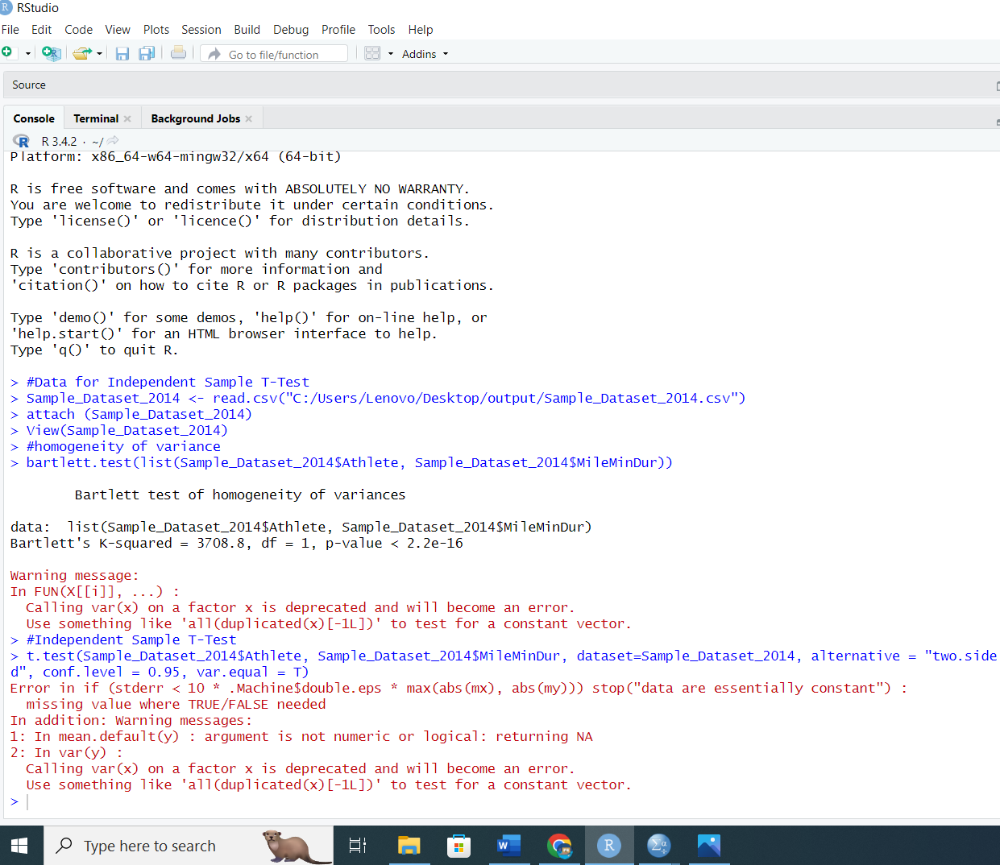 RStudio
File Edit Code View Plots Session Build Debug Profile Tools Help
Go to file/function Addins
Source
Console Terminal Background Jobs
R 3.4.2 · ~/
Platform: x86_64-w64-mingw32/x64 (64-bit)
R is free software and comes with ABSOLUTELY NO WARRANTY.
You are welcome to redistribute it under certain conditions.
Type 'license()' or 'licence()' for distribution details.
R is a collaborative project with many contributors.
Type 'contributors()' for more information and
'citation()' on how to cite R or R packages in publications.
Type 'demo()' for some demos, 'help()' for on-line help, or
'help.start()' for an HTML browser interface to help.
Type 'q()' to quit R.
> #Data for Independent Sample T-Test
> Sample_Dataset_2014 <- read.csv("C:/Users/Lenovo/Desktop/output/Sample_Dataset_2014.csv")
> attach (Sample_Dataset_2014)
> View(Sample_Dataset_2014)
> #homogeneity of variance
> bartlett.test(list(Sample_Dataset_2014$Athlete, Sample_Dataset_2014$MileMinDur))
Bartlett test of homogeneity of variances
data:  list(Sample_Dataset_2014$Athlete, Sample_Dataset_2014$MileMinDur)
Bartlett's K-squared = 3708.8, df = 1, p-value < 2.2e-16
Warning message:
In FUN(X[[i]], ...) :
Calling var(x) on a factor x is deprecated and will become an error.
Use something like 'all(duplicated(x)[-1L])' to test for a constant vector.
> #Independent Sample T-Test
> t.test(Sample_Dataset_2014$Athlete, Sample_Dataset_2014$MileMinDur, dataset=Sample_Dataset_2014, alternative = "two.side
d", conf.level = 0.95, var.equal = T)
Error in if (stderr < 10 * .Machine$double.eps * max(abs(mx), abs(my))) stop("data are essentially constant") :
missing value where TRUE/FALSE needed
In addition: Warning messages:
1: In mean.default(y) : argument is not numeric or logical: returning NA
2: In var(y) :
Calling var(x) on a factor x is deprecated and will become an error.
Use something like 'all(duplicated(x)[-1L])' to test for a constant vector.
>
Type here to search